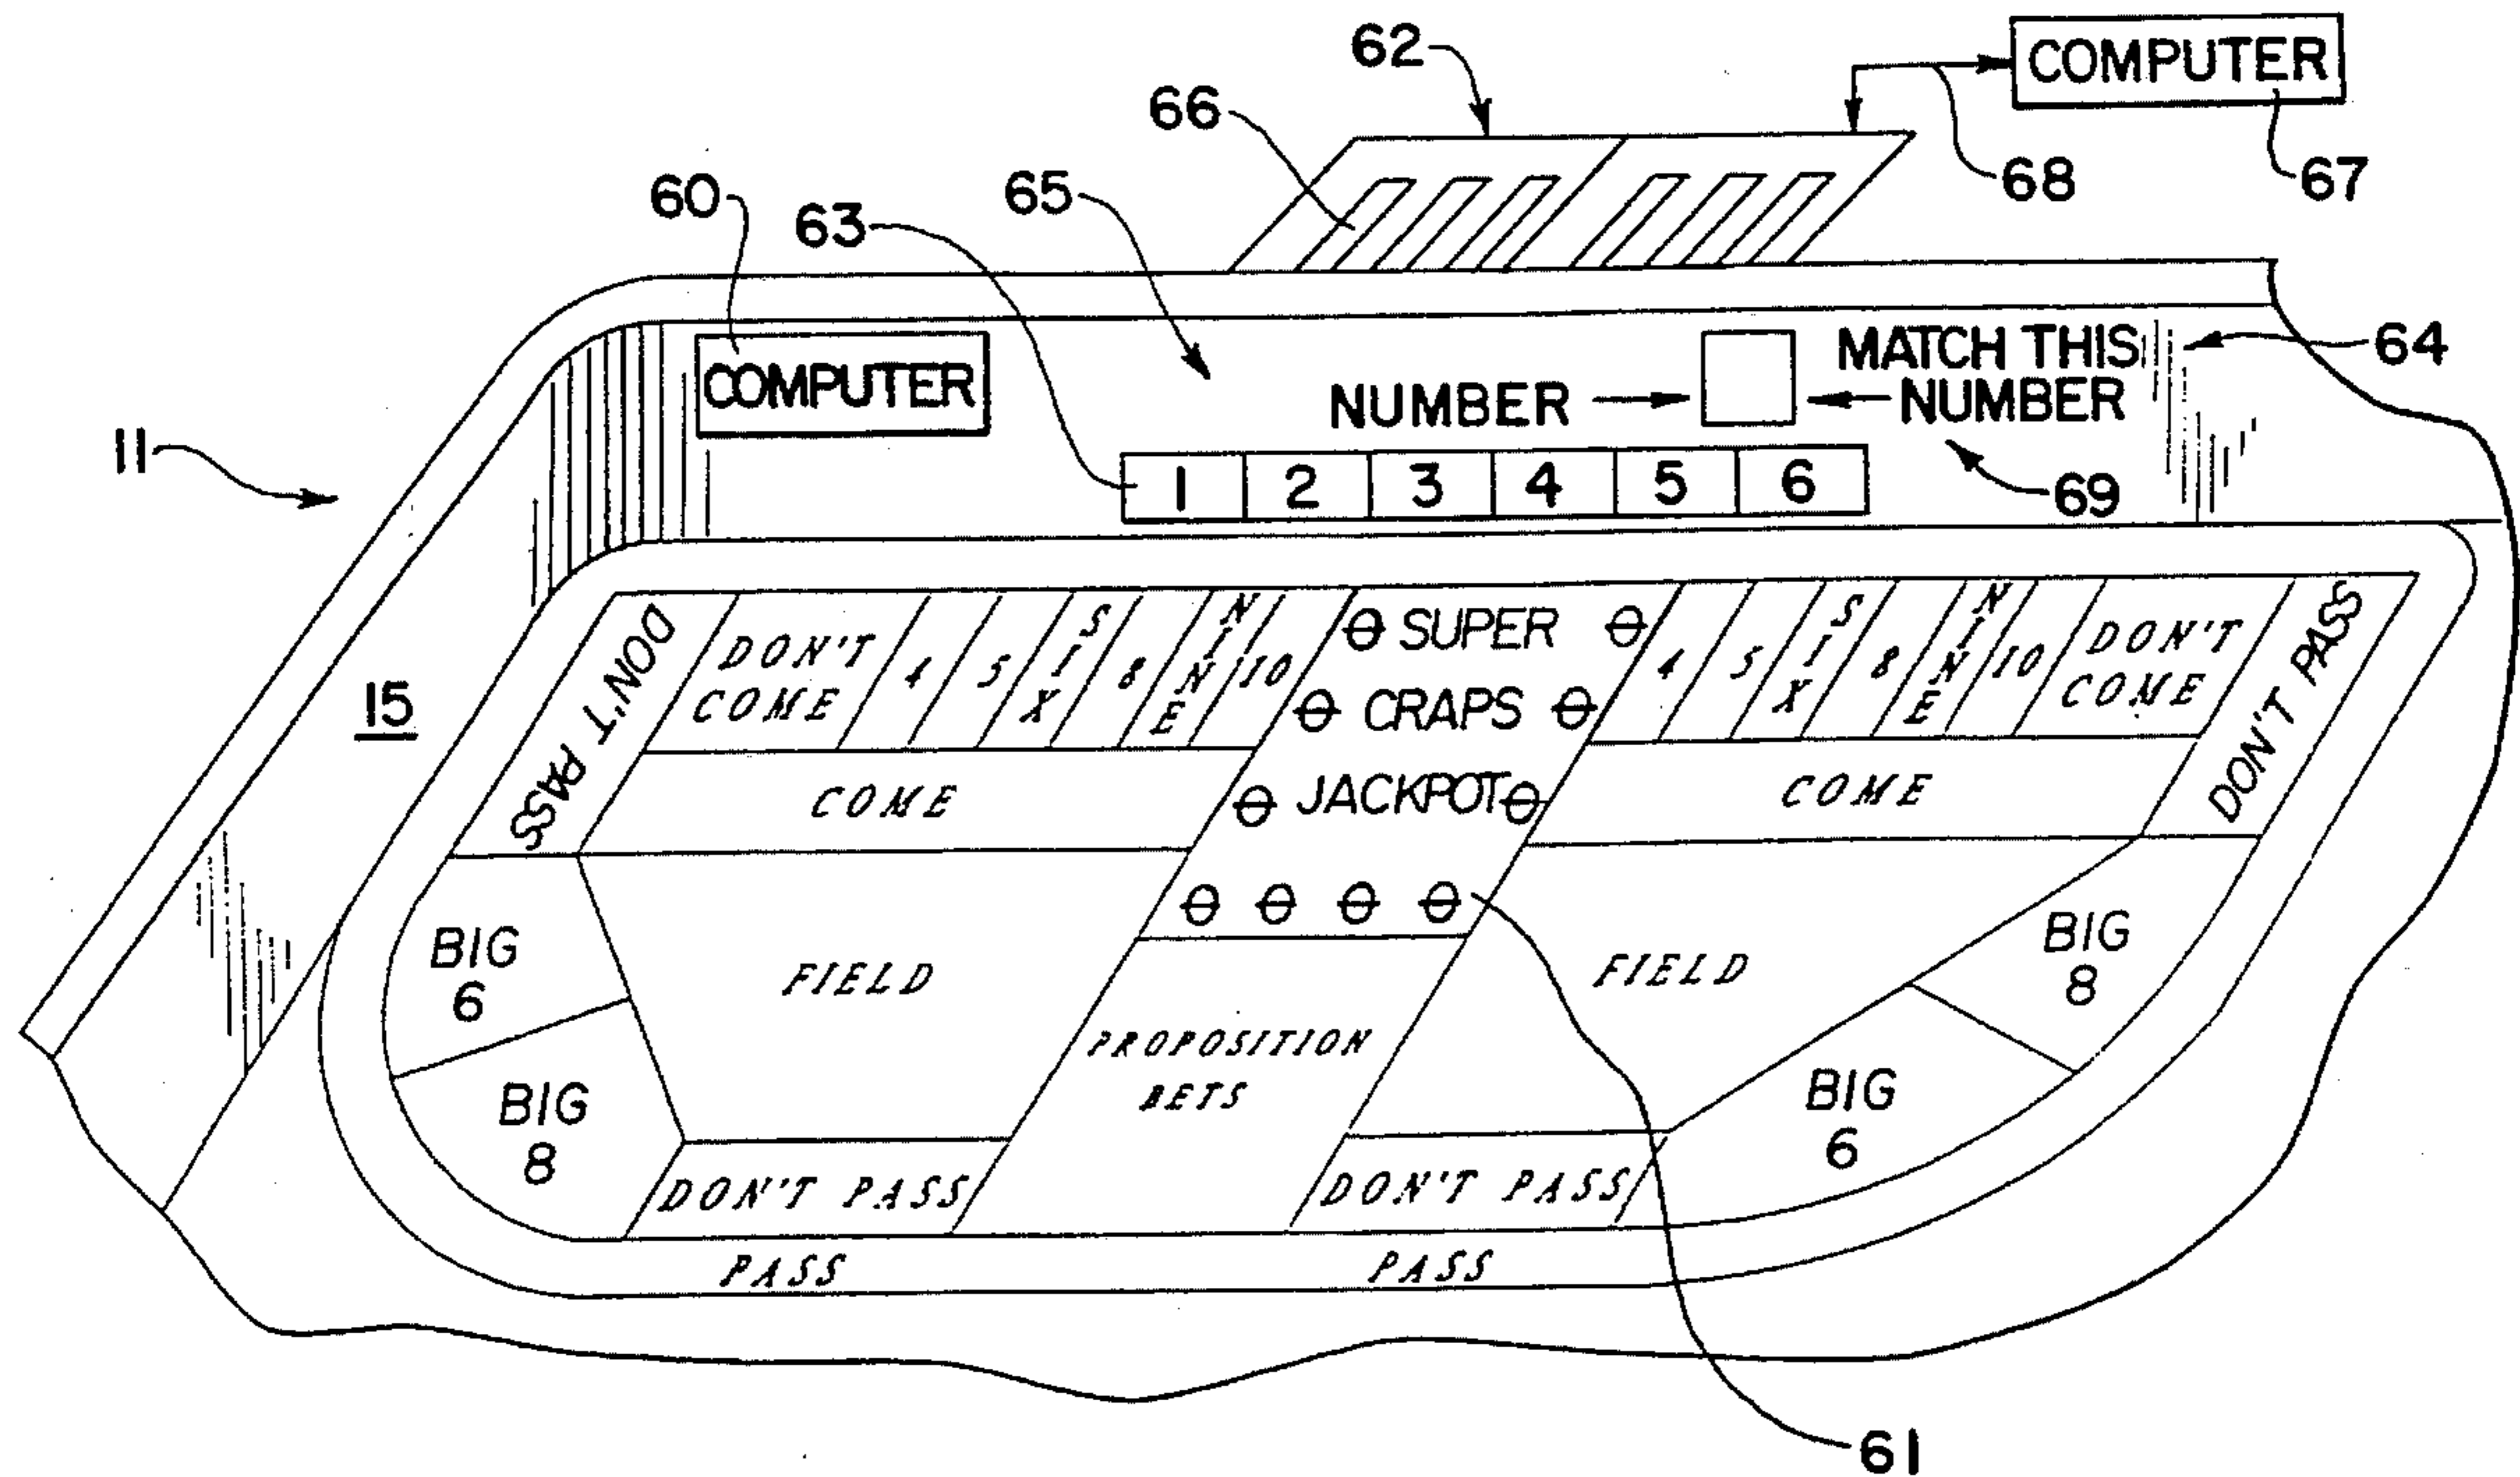 62
COMPUTER
66
67
68
65
60
63
COMPUTER
MATCH THIS
64
NUMBER
NUMBER
11
1 2 3 4 5 6
69
DON'T PASS
DON'T
COME
4
5
SIX
8
NINE
10
SUPER
CRAPS
JACKPOT
4
5
SIX
8
NINE
10
DON'T
COME
DON'T PASS
15
COME
COME
BIG
6
FIELD
FIELD
BIG
8
PROPOSITION
BETS
BIG
8
BIG
6
DON'T PASS
DON'T PASS
PASS
PASS
61